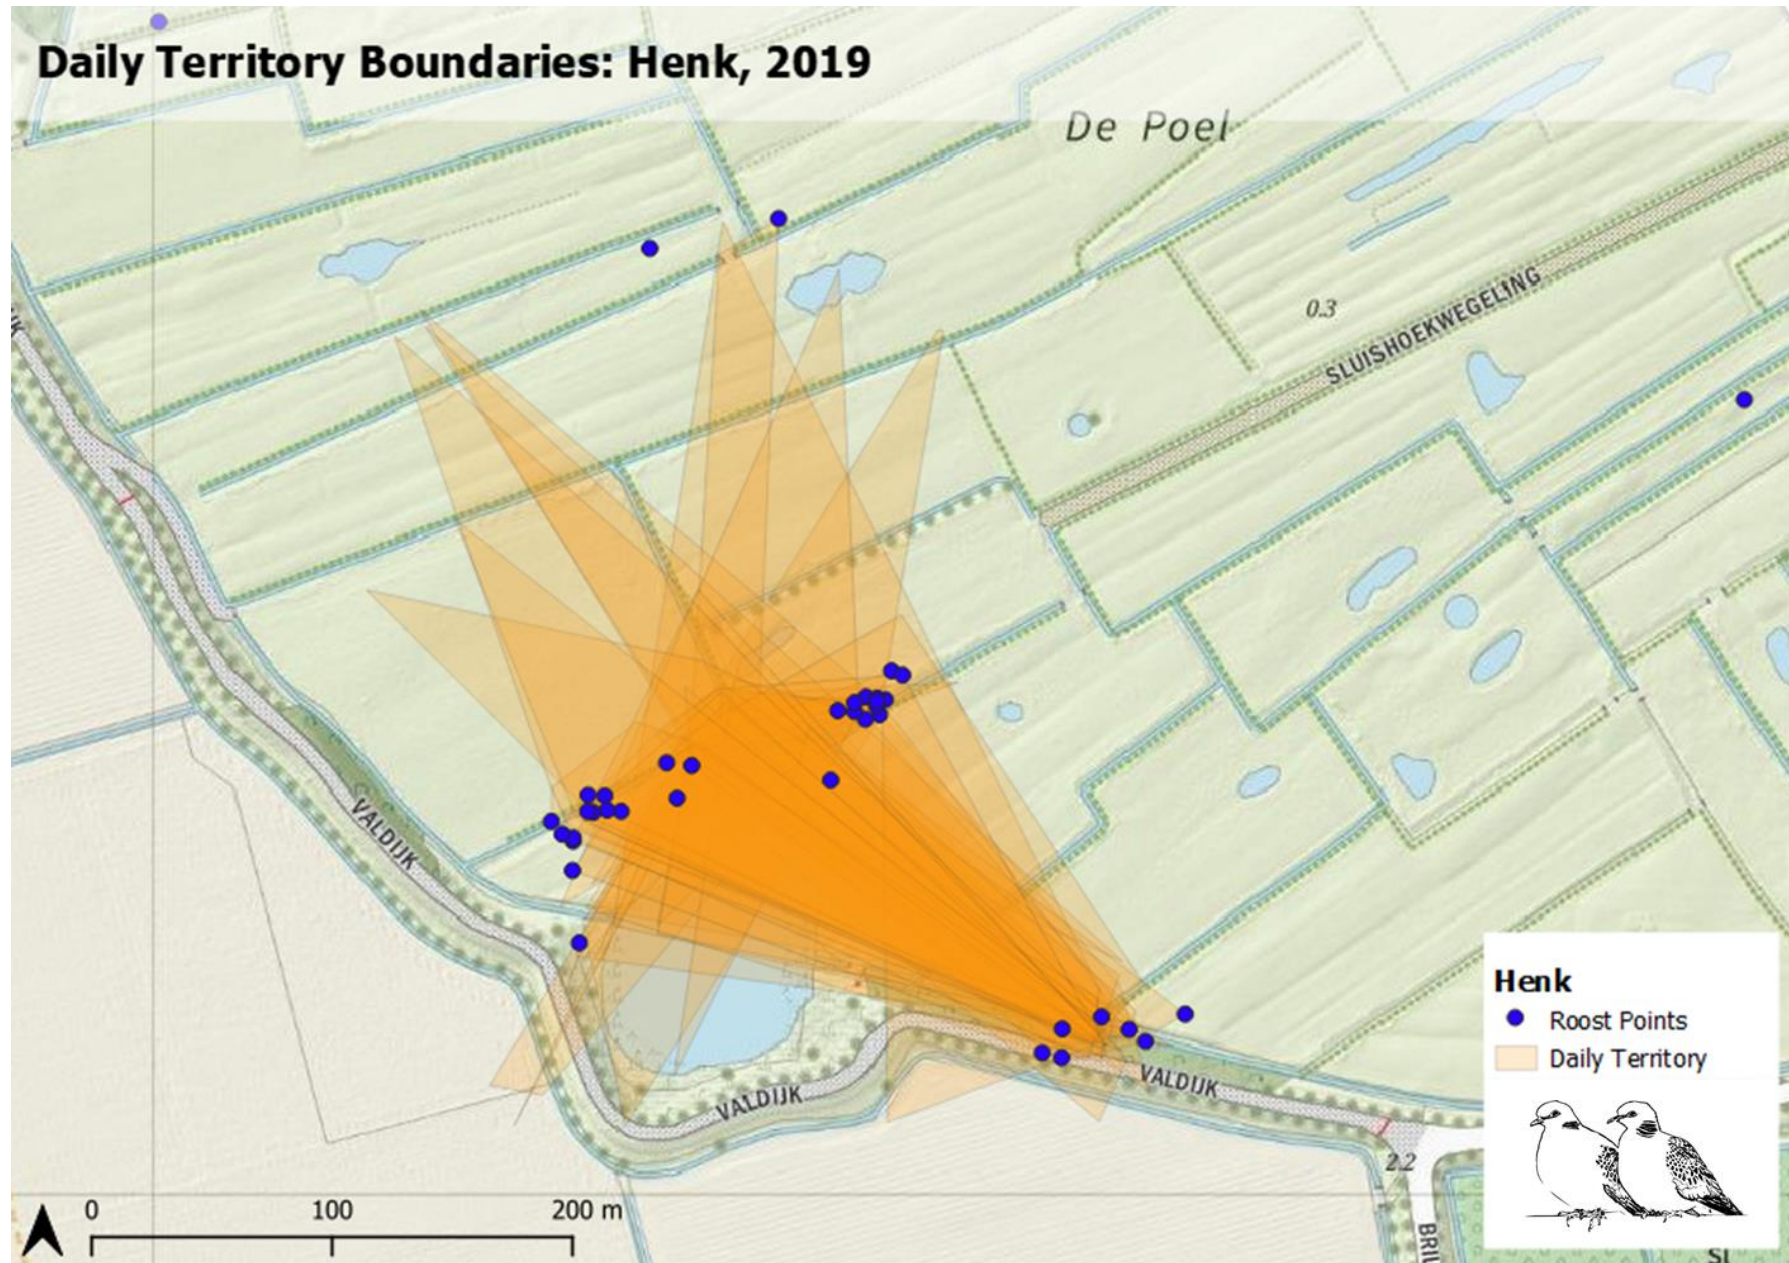 Daily Territory Boundaries: Henk, 2019
De Poel
0.3
SLUISHOEKWEGELING
VALDIJK
VALDIJK
VALDIJK
2.2
Henk
Roost Points
Daily Territory
0 100 200 m